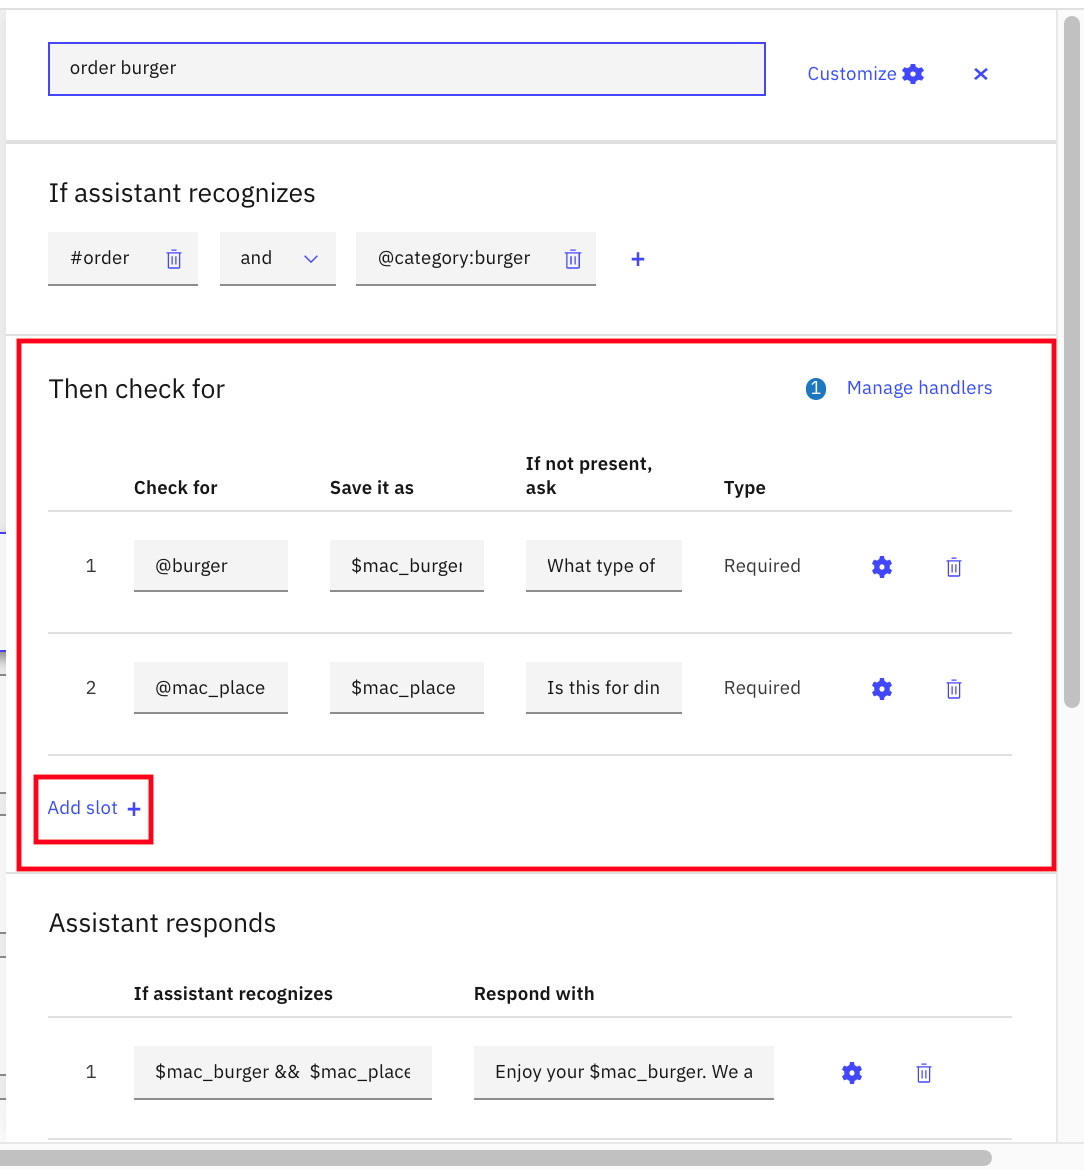 order burger
Customize
If assistant recognizes
#order
and
@category:burger
+
Then check for
1 Manage handlers
Check for
Save it as
If not present,
ask
Type
1 @burger $mac_burger What type of Required
2 @mac_place $mac_place Is this for din Required
Add slot +
Assistant responds
If assistant recognizes
Respond with
1 $mac_burger && $mac_place Enjoy your $mac_burger. We a